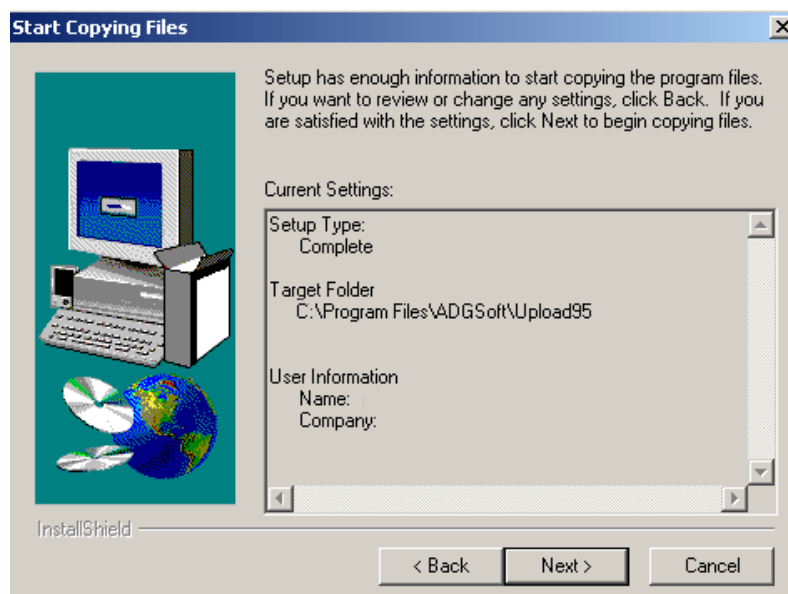 Start Copying Files
Setup has enough information to start copying the program files.
If you want to review or change any settings, click Back. If you
are satisfied with the settings, click Next to begin copying files.
Current Settings:
Setup Type:
Complete
Target Folder
C:\Program Files\ADGSoft\Upload95
User Information
Name:
Company:
InstallShield
< Back
Next >
Cancel